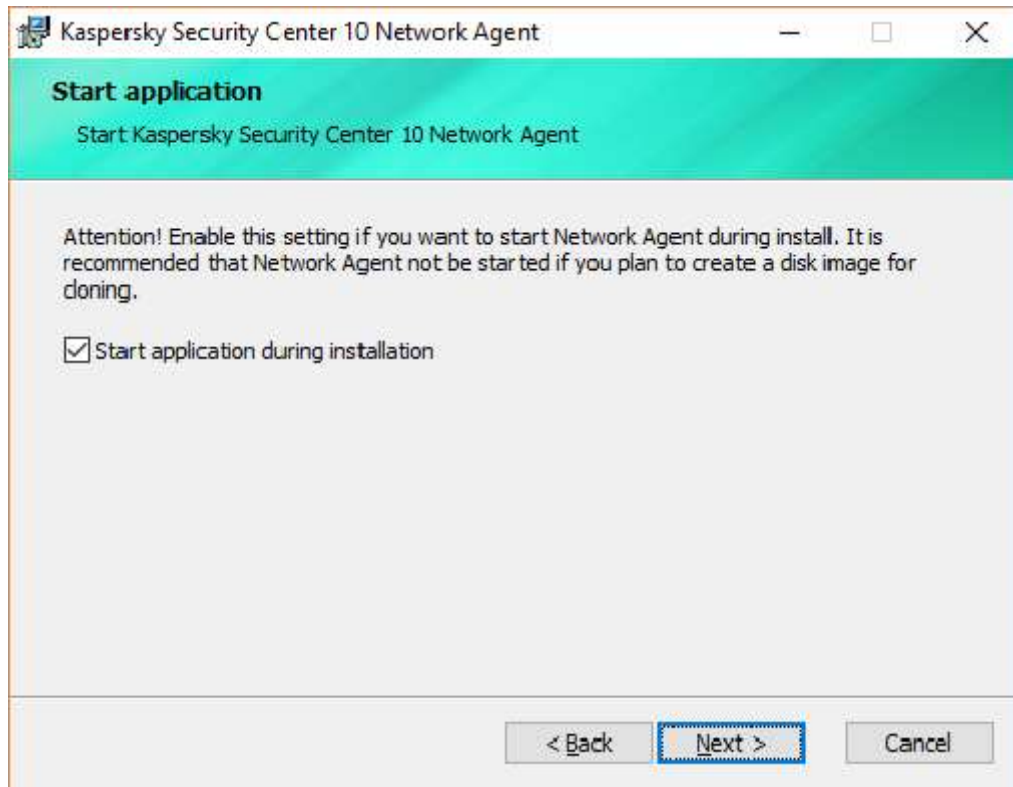 Kaspersky Security Center 10 Network Agent
Start application
Start Kaspersky Security Center 10 Network Agent
Attention! Enable this setting if you want to start Network Agent during install. It is
recommended that Network Agent not be started if you plan to create a disk image for
cloning.
Start application during installation
< Back
Next >
Cancel